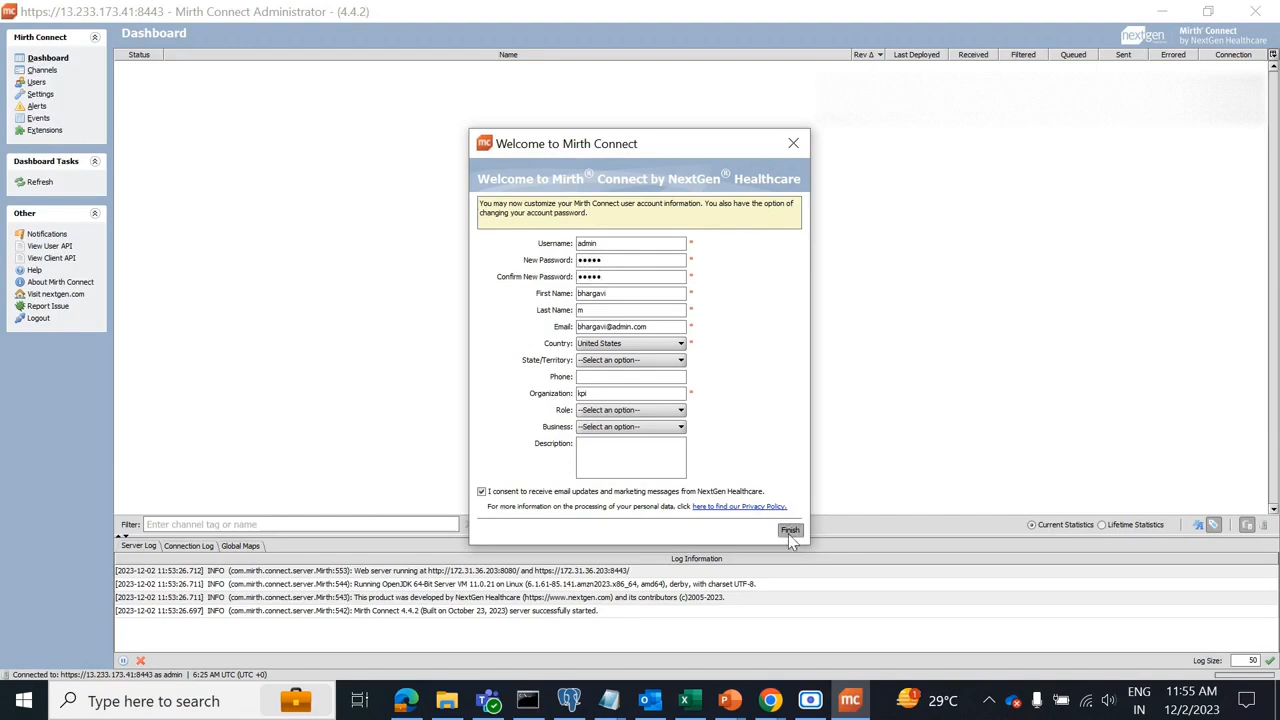 https://13.233.173.41:8443 - Mirth Connect Administrator - (4.4.2)
Mirth Connect
Dashboard
Channels
Users
Settings
Alerts
Events
Extensions
Dashboard Tasks
Refresh
Other
Notifications
View User API
View Client API
Help
About Mirth Connect
Visit nextgen.com
Report Issue
Logout
Dashboard
nextgen
Mirth® Connect
by NextGen Healthcare
Status Name Rev Δ Last Deployed Received Filtered Queued Sent Errored Connection
Welcome to Mirth Connect
Welcome to Mirth® Connect by NextGen® Healthcare
You may now customize your Mirth Connect user account information. You also have the option of
changing your account password.
Username: admin *
New Password: ●●●●● *
Confirm New Password: ●●●●● *
First Name: bhargavi *
Last Name: m *
Email: bhargavi@admin.com *
Country: United States *
State/Territory: --Select an option--
Phone:
Organization: kpi *
Role: --Select an option--
Business: --Select an option--
Description:
I consent to receive email updates and marketing messages from NextGen Healthcare.
For more information on the processing of your personal data, click here to find our Privacy Policy.
Finish
Filter: Enter channel tag or name
Current Statistics Lifetime Statistics
Server Log Connection Log Global Maps
Log Information
[2023-12-02 11:53:26.712] INFO (com.mirth.connect.server.Mirth:553): Web server running at http://172.31.36.203:8080/ and https://172.31.36.203:8443/
[2023-12-02 11:53:26.711] INFO (com.mirth.connect.server.Mirth:544): Running OpenJDK 64-Bit Server VM 11.0.21 on Linux (6.1.61-85.141.amzn2023.x86_64, amd64), derby, with charset UTF-8.
[2023-12-02 11:53:26.711] INFO (com.mirth.connect.server.Mirth:543): This product was developed by NextGen Healthcare (https://www.nextgen.com) and its contributors (c)2005-2023.
[2023-12-02 11:53:26.697] INFO (com.mirth.connect.server.Mirth:542): Mirth Connect 4.4.2 (Built on October 23, 2023) server successfully started.
Log Size: 50
Connected to: https://13.233.173.41:8443 as admin | 6:25 AM UTC (UTC +0)
Type here to search
mc
29°C
ENG
IN
11:55 AM
12/2/2023